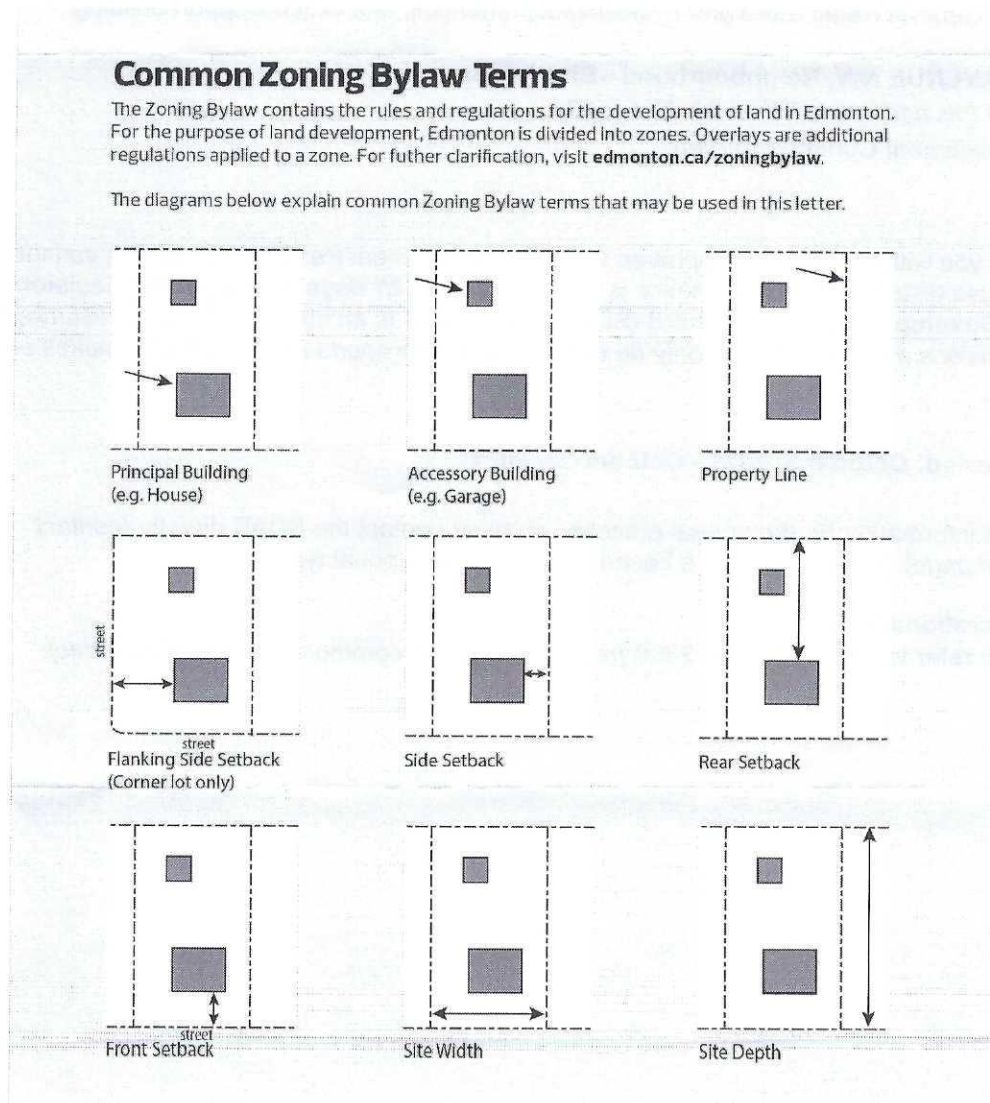 Common Zoning Bylaw Terms
The Zoning Bylaw contains the rules and regulations for the development of land in Edmonton.
For the purpose of land development, Edmonton is divided into zones. Overlays are additional
regulations applied to a zone. For futher clarification, visit edmonton.ca/zoningbylaw.
The diagrams below explain common Zoning Bylaw terms that may be used in this letter.
Principal Building
(e.g. House)
Accessory Building
(e.g. Garage)
Property Line
street
street
Flanking Side Setback
(Corner lot only)
Side Setback
Rear Setback
street
Front Setback
Site Width
Site Depth